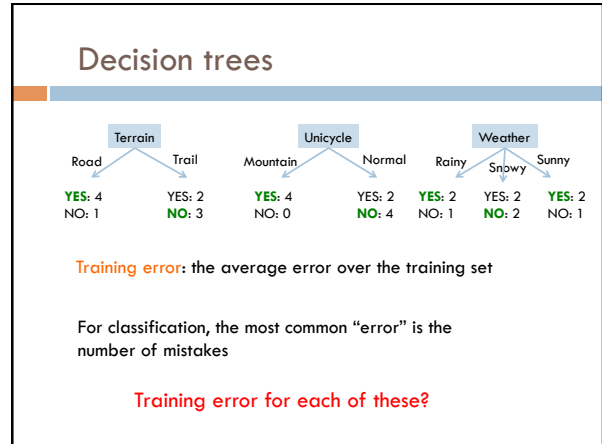 Decision trees
Terrain
Road
Trail
YES: 4
NO: 1
YES: 2
NO: 3
Unicycle
Mountain
Normal
YES: 4
NO: 0
YES: 2
NO: 4
Weather
Rainy
Snowy
Sunny
YES: 2
NO: 1
YES: 2
NO: 2
YES: 2
NO: 1
Training error: the average error over the training set
For classification, the most common “error” is the
number of mistakes
Training error for each of these?